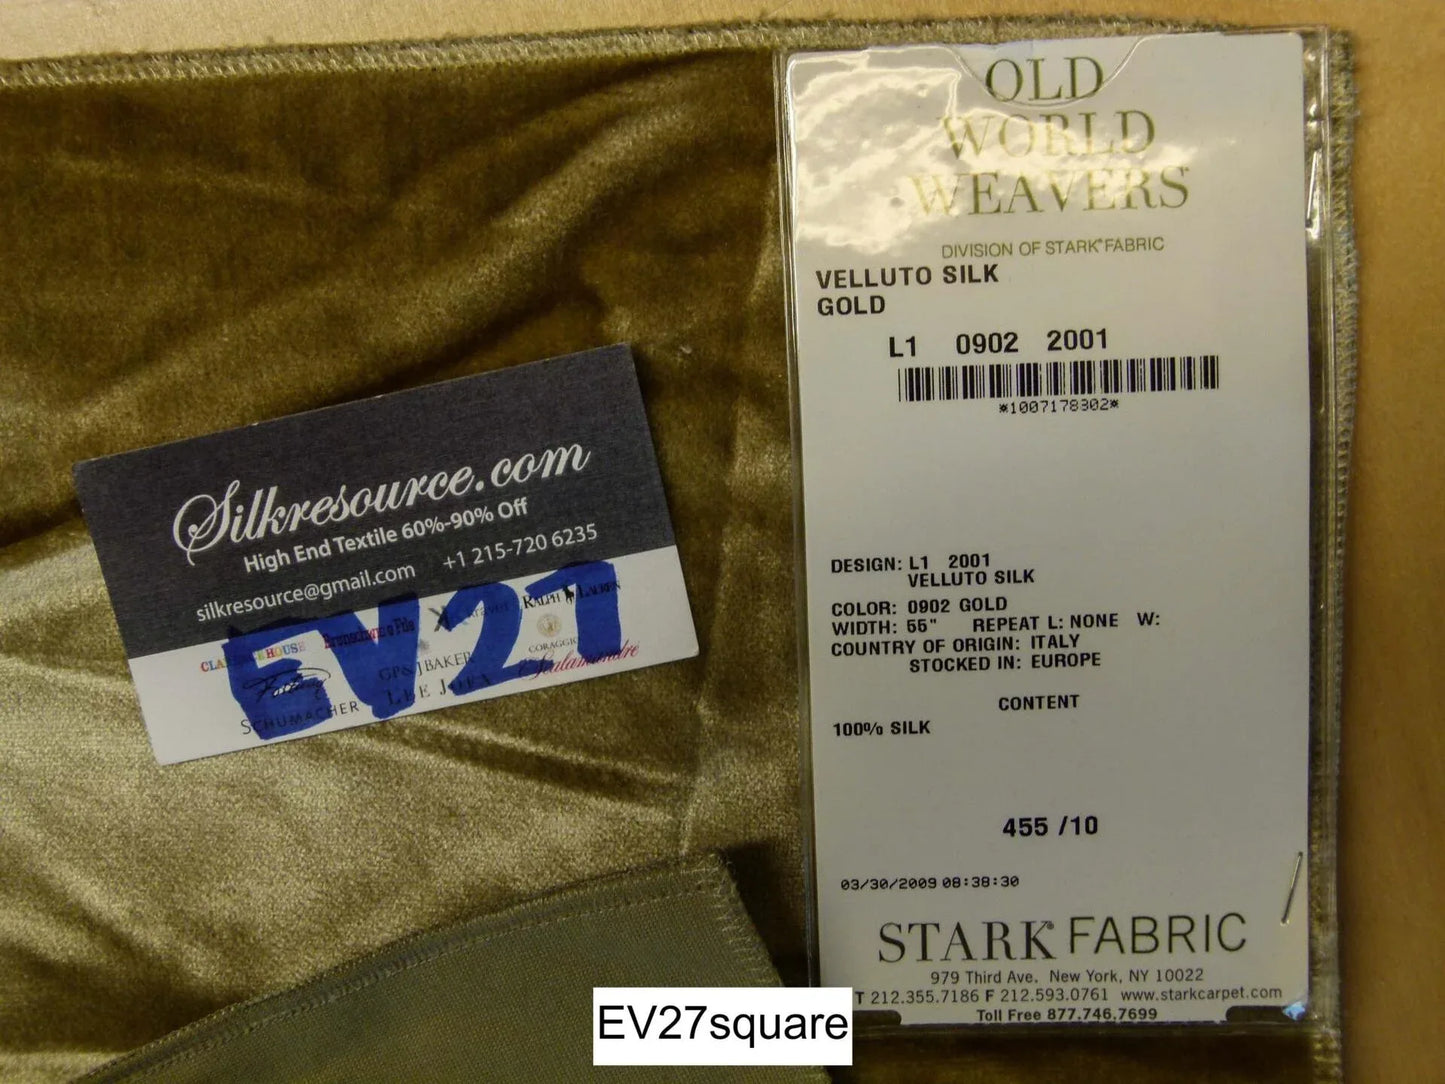 OLD
WORLD
WEAVERS
DIVISION OF STARK® FABRIC
VELLUTO SILK
GOLD
L1 0902 2001
*1007178302*
DESIGN: L1 2001
VELLUTO SILK
COLOR: 0902 GOLD
WIDTH: 55" REPEAT L: NONE W:
COUNTRY OF ORIGIN: ITALY
STOCKED IN: EUROPE
CONTENT
100% SILK
455 /10
03/30/2009 08:38:30
STARK® FABRIC
979 Third Ave. New York, NY 10022
T 212.355.7186 F 212.593.0761 www.starkcarpet.com
Toll Free 877.746.7699
Silkresource.com
High End Textile 60%-90% Off
silkresource@gmail.com +1 215-720 6235
EV27
RALPH LAUREN
HOUSE
Brunschwig & Fils
CORAGGIO
GP & J BAKER
Scalamandre
LEE JOFA
SCHUMACHER
EV27square